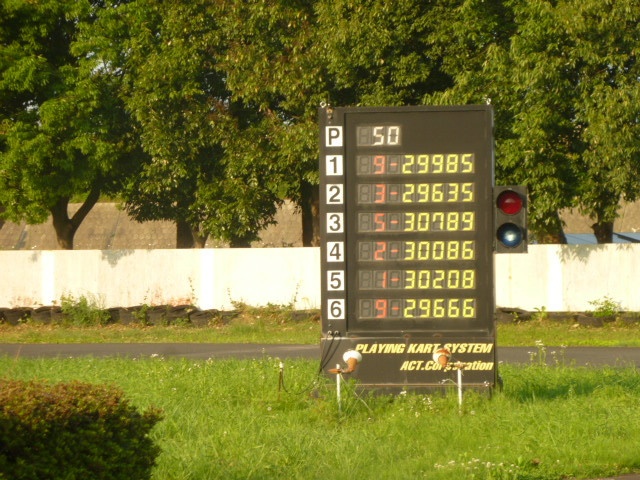 P 50
1 9-29985
2 3-29635
3 5-30789
4 2-30086
5 1 30208
6 9-29666
PLAYING KART SYSTEM
ACT.